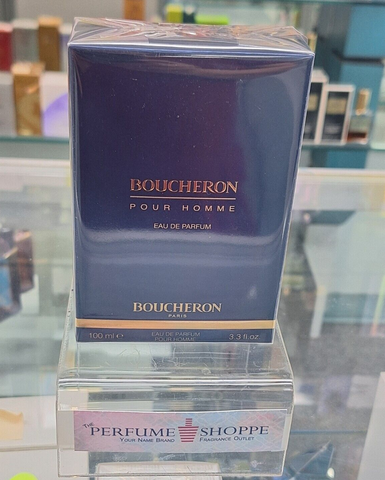 BOUCHERON
POUR HOMME
EAU DE PARFUM
BOUCHERON
PARIS
100 ml e EAU DE PARFUM 3.3 fl.oz
POUR HOMME
The PERFUME SHOPPE
YOUR NAME BRAND FRAGRANCE OUTLET